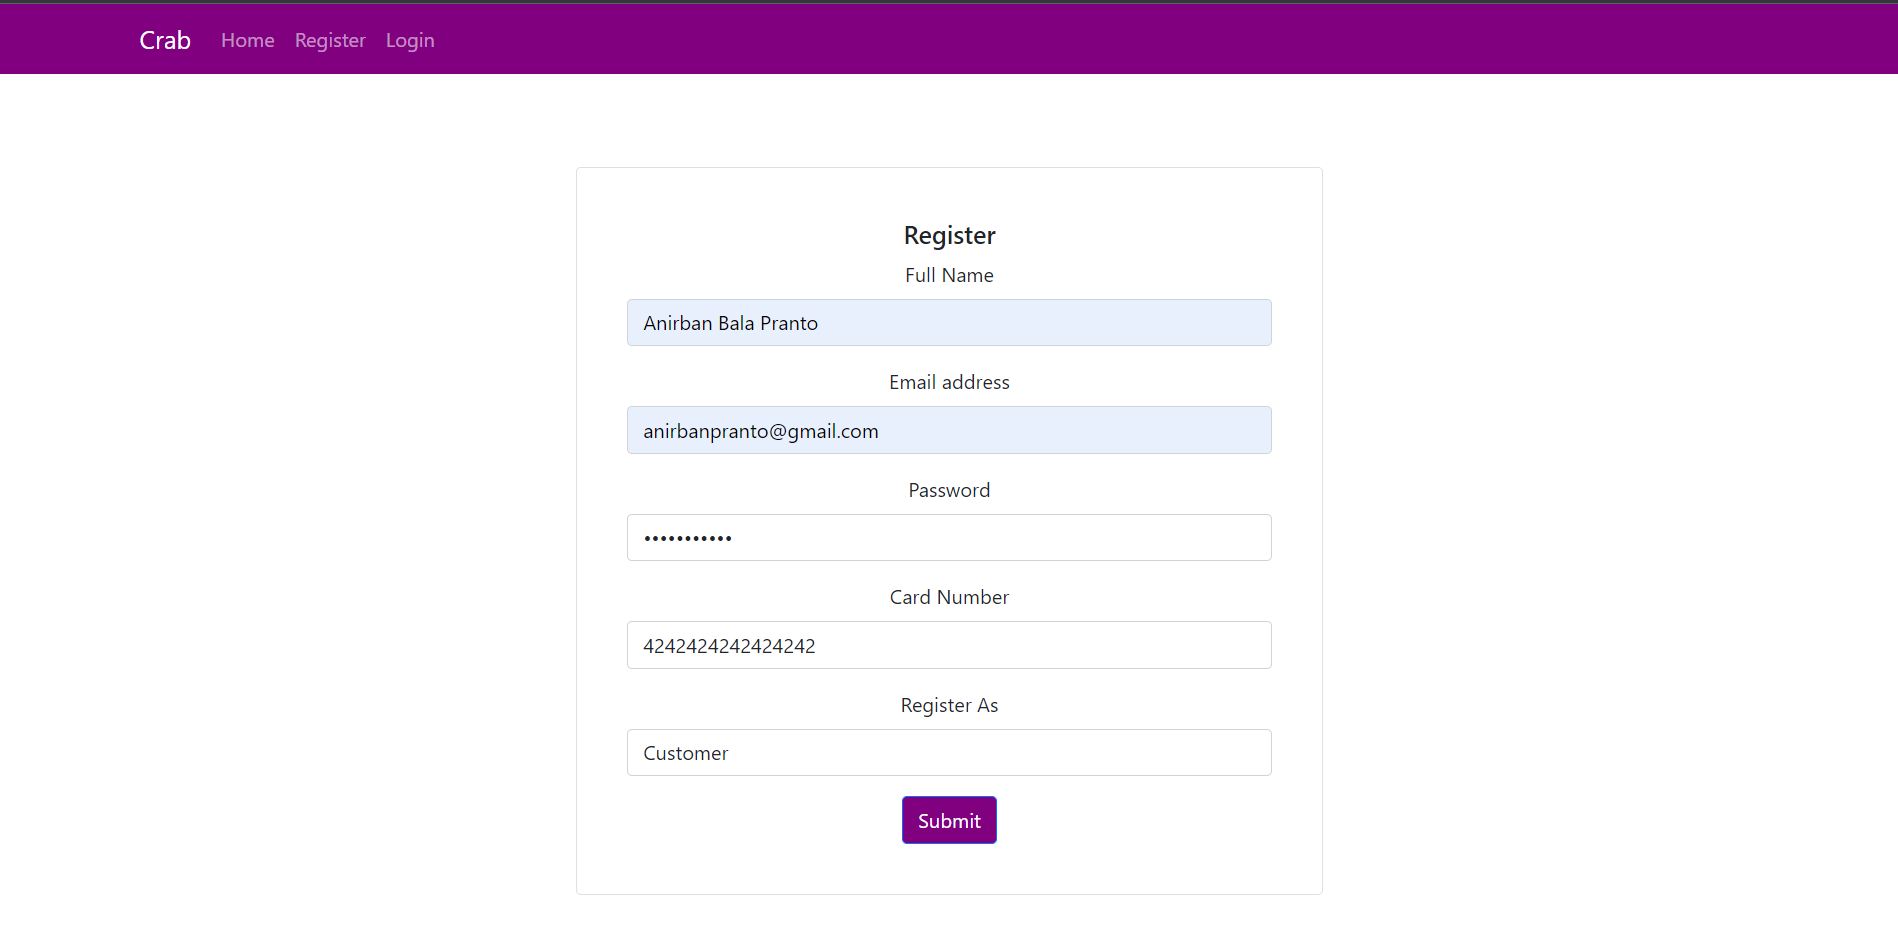 Crab Home Register Login
Register
Full Name
Anirban Bala Pranto
Email address
anirbanpranto@gmail.com
Password
•••••••••••
Card Number
4242424242424242
Register As
Customer
Submit